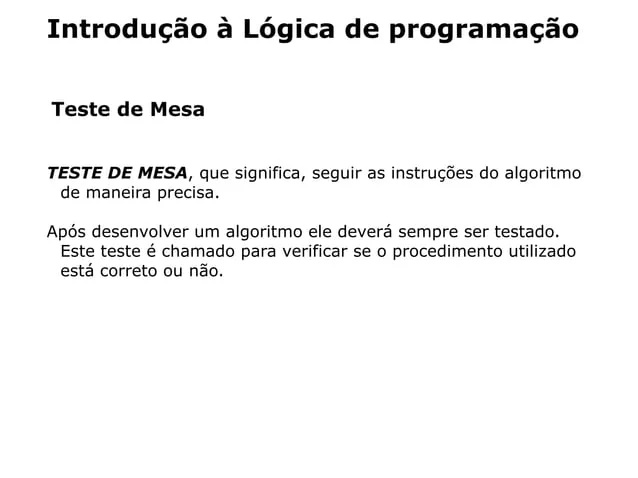 Introdução à Lógica de programação
Teste de Mesa
TESTE DE MESA, que significa, seguir as instruções do algoritmo
de maneira precisa.
Após desenvolver um algoritmo ele deverá sempre ser testado.
Este teste é chamado para verificar se o procedimento utilizado
está correto ou não.